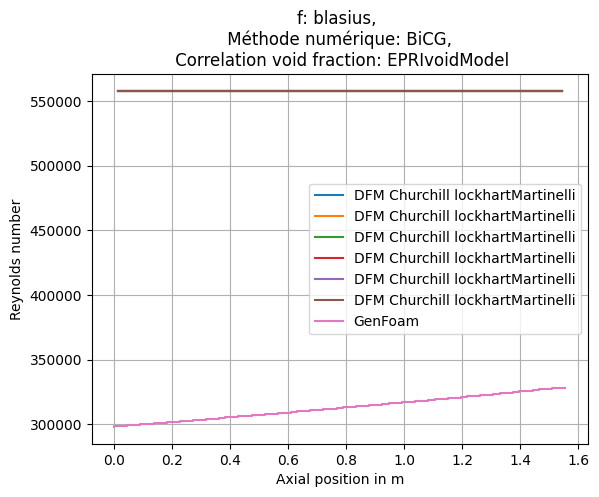 f: blasius,
Méthode numérique: BiCG,
Correlation void fraction: EPRIvoidModel
550000
500000
450000
400000
350000
300000
Reynolds number
DFM Churchill lockhartMartinelli
DFM Churchill lockhartMartinelli
DFM Churchill lockhartMartinelli
DFM Churchill lockhartMartinelli
DFM Churchill lockhartMartinelli
DFM Churchill lockhartMartinelli
GenFoam
0.0 0.2 0.4 0.6 0.8 1.0 1.2 1.4 1.6
Axial position in m